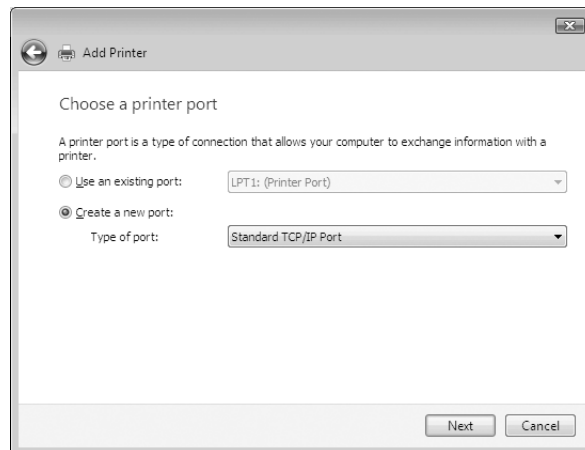 Add Printer
Choose a printer port
A printer port is a type of connection that allows your computer to exchange information with a
printer.
Use an existing port: LPT1: (Printer Port)
Create a new port:
Type of port: Standard TCP/IP Port
Next Cancel